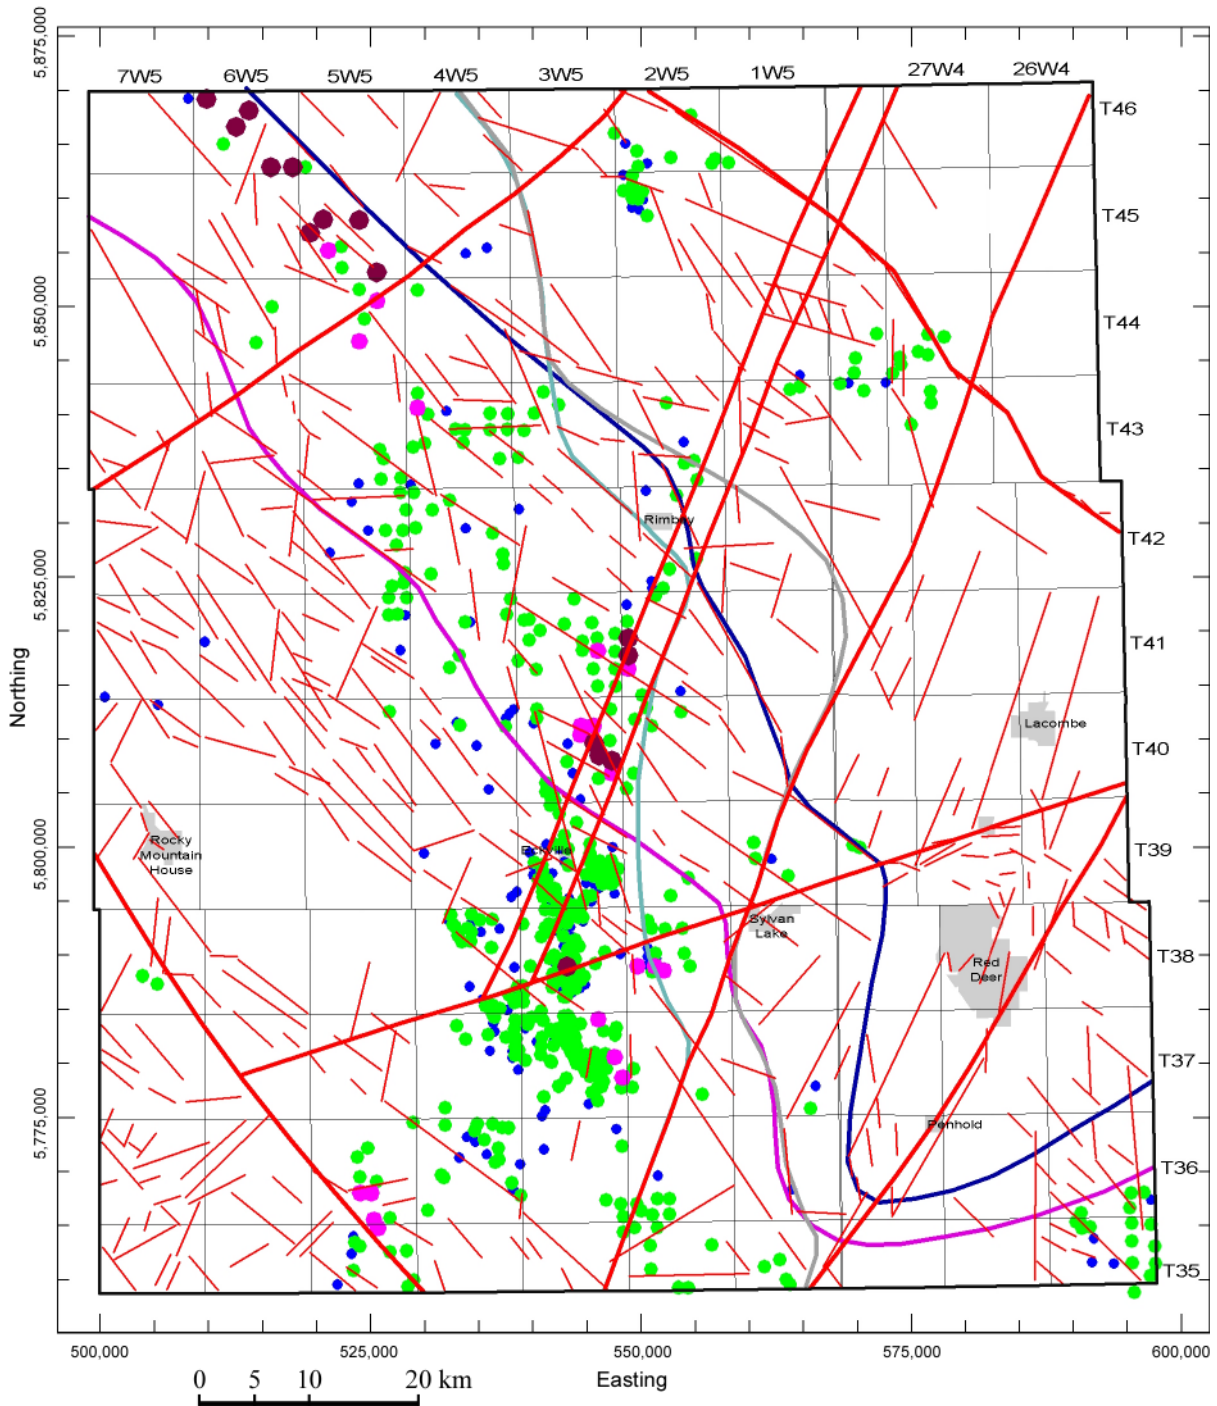 5,875,000
7W5 6W5 5W5 4W5 3W5 2W5 1W5 27W4 26W4
T46
T45
5,850,000
T44
T43
Rimbey
T42
5,825,000
T41
Northing
Lacombe
T40
Rocky
Mountain
House
Eckville
5,800,000
T39
Sylvan
Lake
Red
Deer
T38
T37
5,775,000
Penhold
T36
T35
500,000 525,000 550,000 575,000 600,000
Easting
0 5 10 20 km